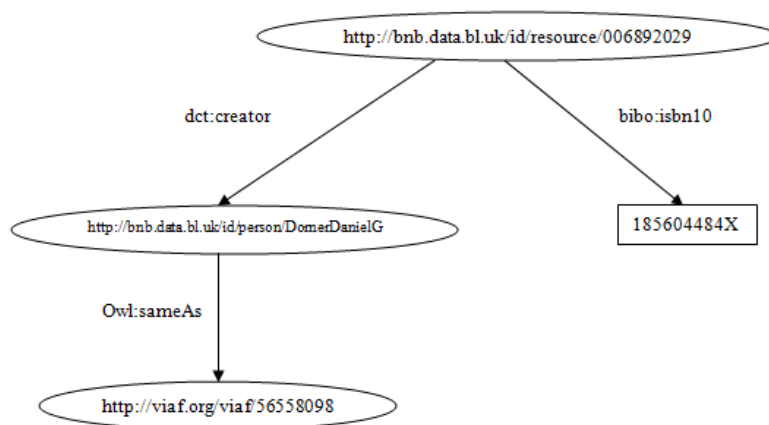 http://bnb.data.bl.uk/id/resource/006892029
dct:creator
bibo:isbn10
http://bnb.data.bl.uk/id/person/DornerDanielG
185604484X
Owl:sameAs
http://viaf.org/viaf/56558098